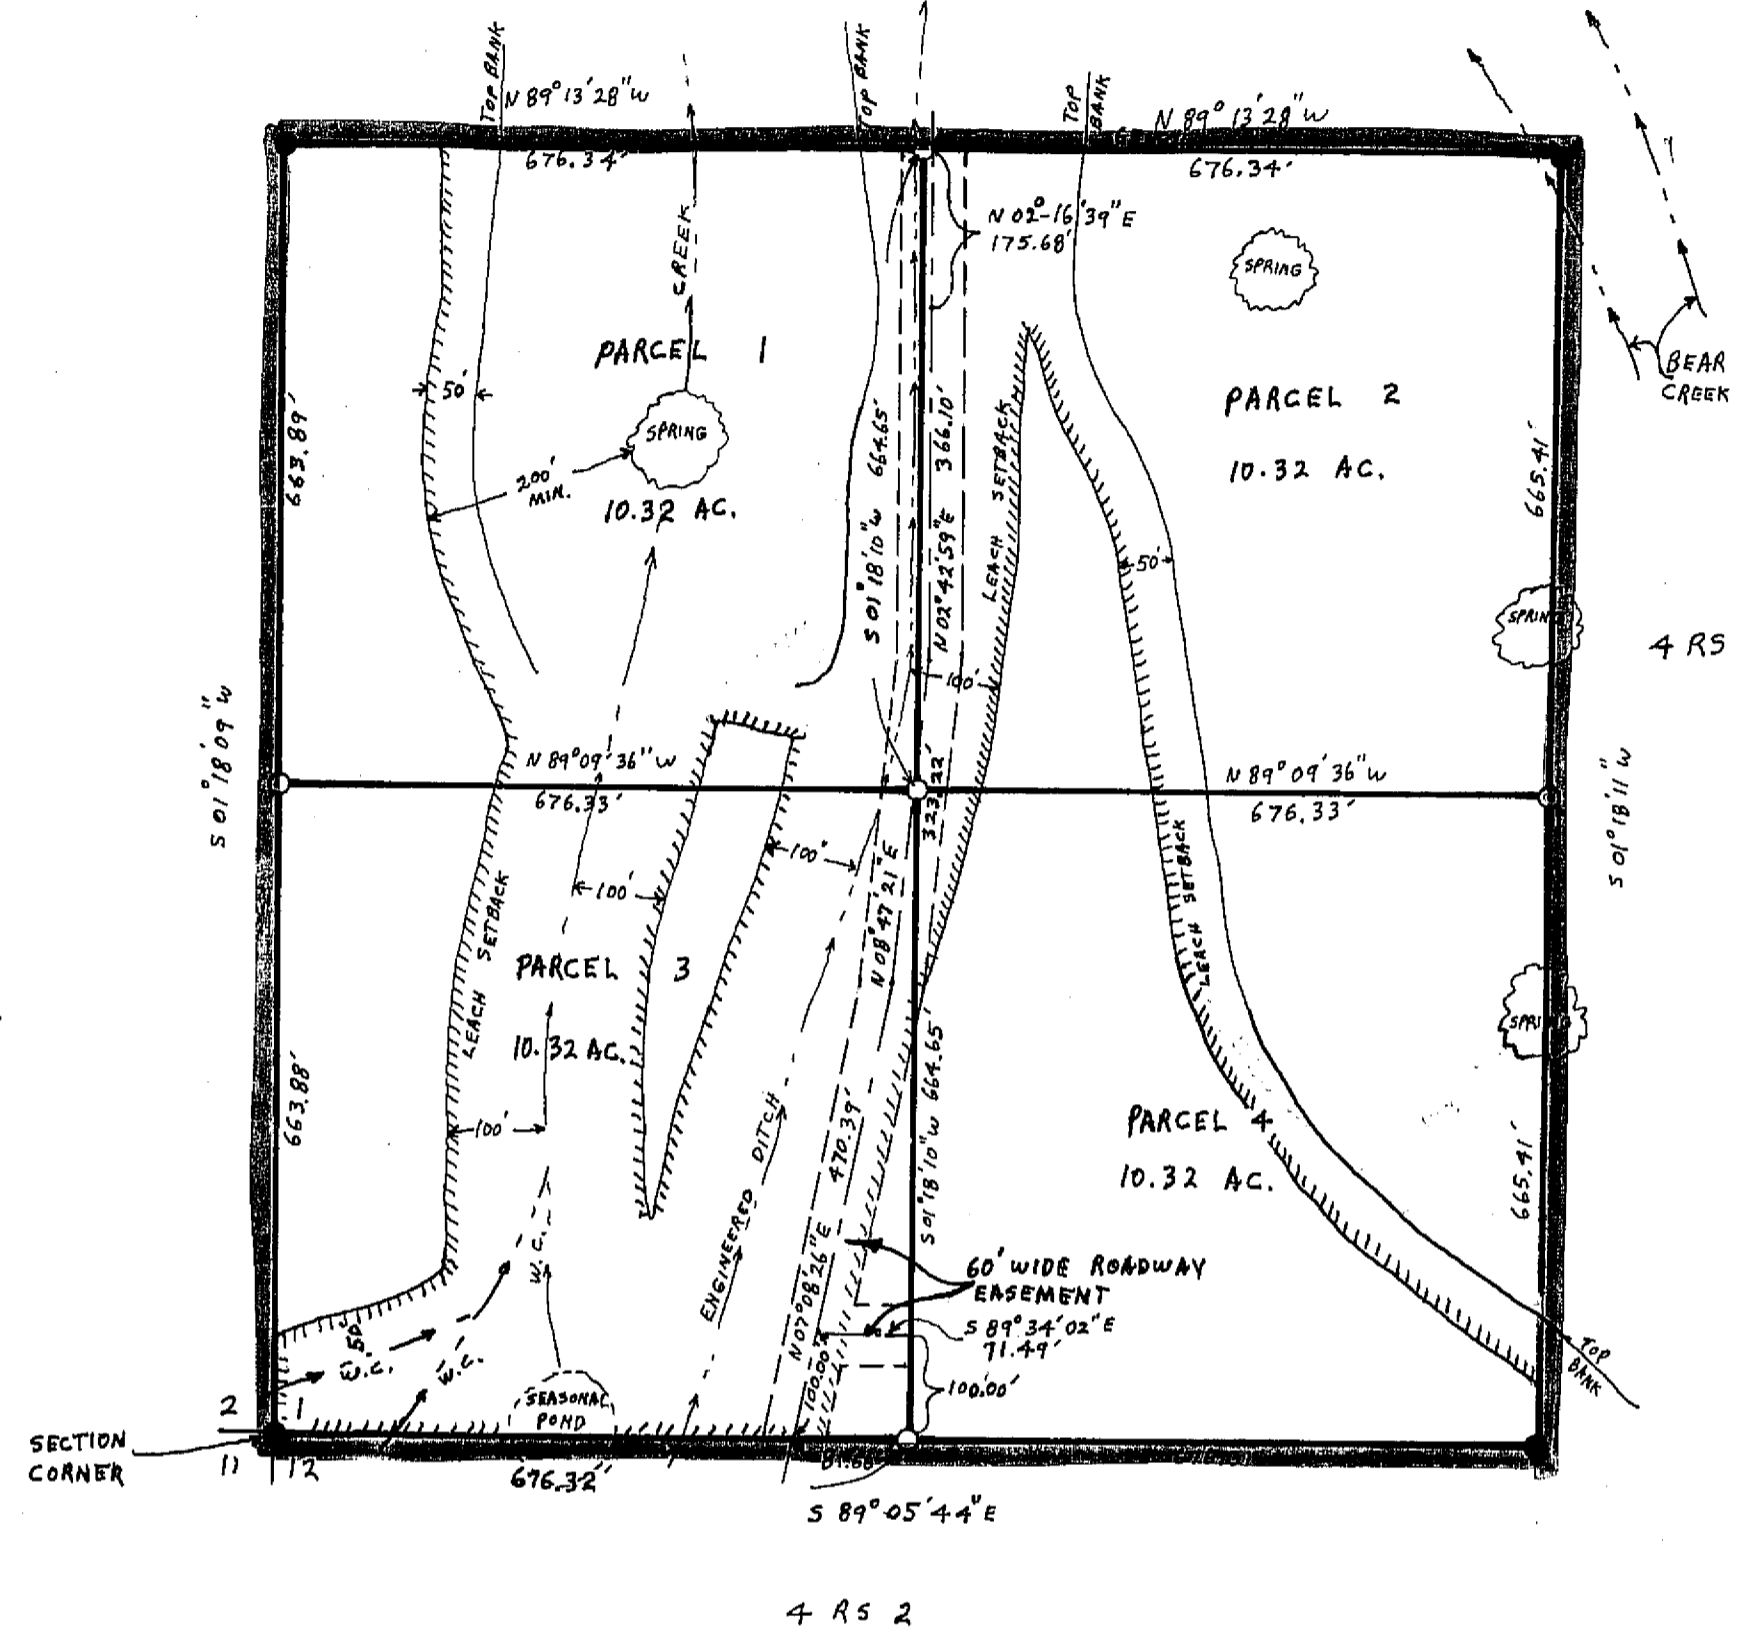 TOP BANK
TOP BANK
TOP
BANK
N 89° 13' 28" W
676.34'
N 89° 13' 28" W
676.34'
N 02°-16'39" E
175.68'
SPRING
CREEK
BEAR
CREEK
PARCEL 1
PARCEL 2
50'
SPRING
200'
MIN.
10.32 AC.
10.32 AC.
663.89'
S 01° 18' 10" W 664.65'
N 02° 42' 59" E 366.10'
LEACH SETBACK
665.41'
50'
SPRING
4 RS
100'
S 01° 18' 09" W
N 89° 09' 36" W
676.33'
323.22'
N 89° 09' 36" W
676.33'
S 01° 18' 11" W
100'
100'
LEACH SETBACK
N 08° 47' 21" E
LEACH SETBACK
PARCEL 3
10.32 AC.
SPRING
663.88'
100'
ENGINEERED DITCH
470.39'
S 01° 18' 10" W 664.65'
PARCEL 4
10.32 AC.
665.41'
W.C.
N 07° 08' 26" E
60' WIDE ROADWAY
EASEMENT
S 89° 34' 02" E
71.49'
50'
W.C.
W.C.
100.00'
100.00'
TOP
BANK
SEASONAL
POND
2 1
11 12
SECTION
CORNER
676.32'
S 89° 05' 44" E
4 RS 2